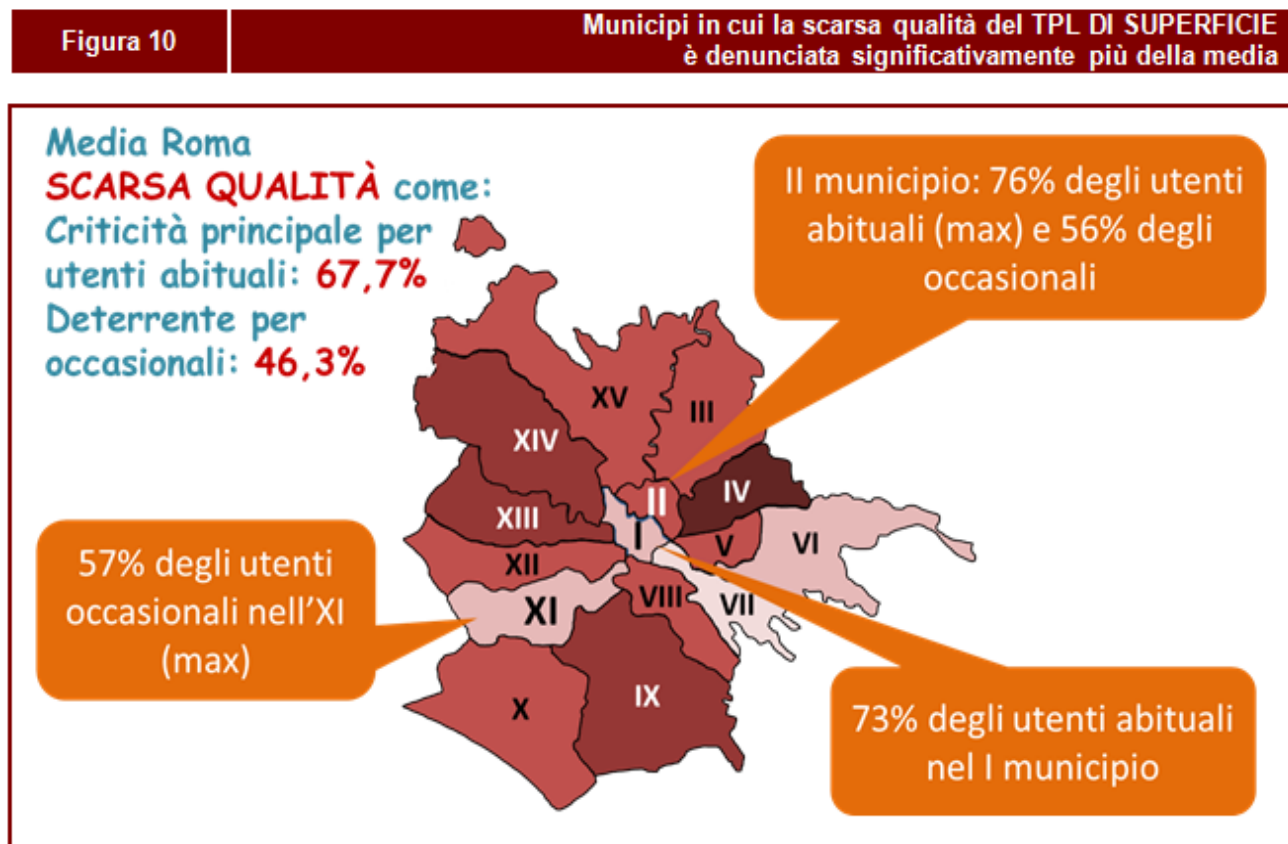 Figura 10
Municipi in cui la scarsa qualità del TPL DI SUPERFICIE
è denunciata significativamente più della media
Media Roma
SCARSA QUALITÀ come:
Criticità principale per
utenti abituali: 67,7%
Deterrente per
occasionali: 46,3%
II municipio: 76% degli utenti
abituali (max) e 56% degli
occasionali
XV
III
XIV
II
IV
XIII
I
V
VI
XII
57% degli utenti
occasionali nell’XI
(max)
XI
VIII
VII
X
IX
73% degli utenti abituali
nel I municipio